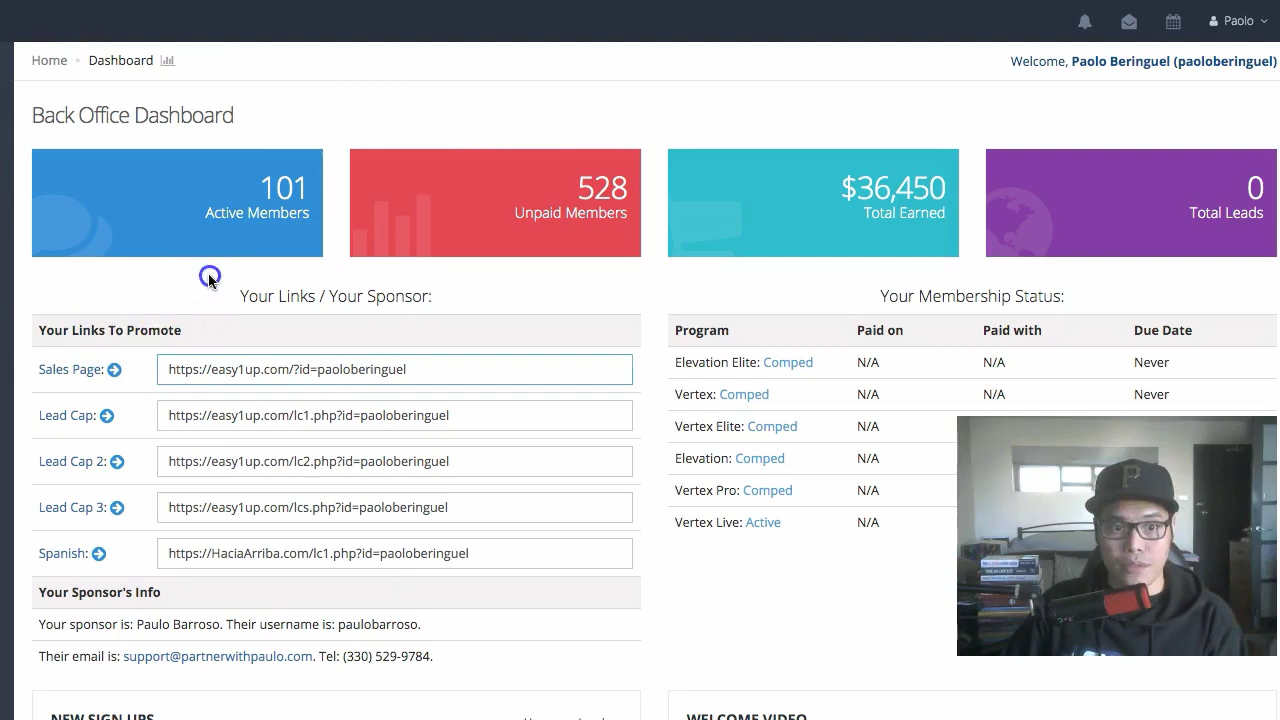 Paolo
Home Dashboard
Welcome, Paolo Beringuel (paoloberinguel)
Back Office Dashboard
101
Active Members
528
Unpaid Members
$36,450
Total Earned
0
Total Leads
Your Links / Your Sponsor:
Your Links To Promote
Sales Page: https://easy1up.com/?id=paoloberinguel
Lead Cap: https://easy1up.com/lc1.php?id=paoloberinguel
Lead Cap 2: https://easy1up.com/lc2.php?id=paoloberinguel
Lead Cap 3: https://easy1up.com/lcs.php?id=paoloberinguel
Spanish: https://HaciaArriba.com/lc1.php?id=paoloberinguel
Your Sponsor's Info
Your sponsor is: Paulo Barroso. Their username is: paulobarroso.
Their email is: support@partnerwithpaulo.com. Tel: (330) 529-9784.
Your Membership Status:
Program Paid on Paid with Due Date
Elevation Elite: Comped N/A N/A Never
Vertex: Comped N/A N/A Never
Vertex Elite: Comped N/A
Elevation: Comped N/A
Vertex Pro: Comped N/A
Vertex Live: Active N/A
P
NEW SIGN UPS
WELCOME VIDEO